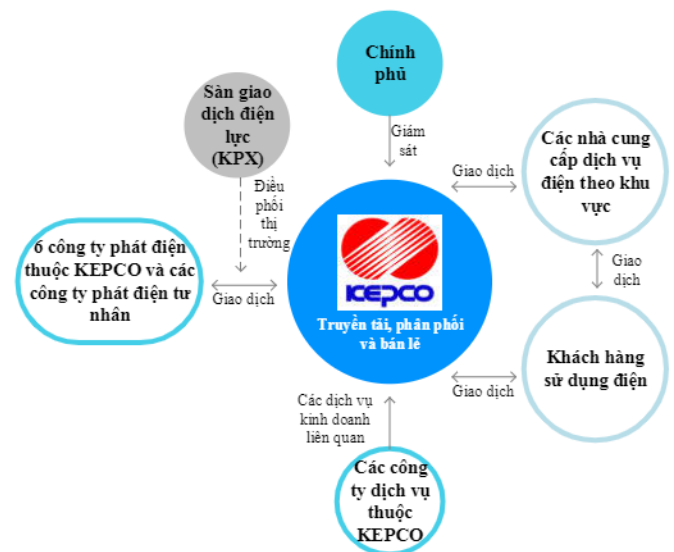 Chính
phủ
Sàn giao
dịch điện
lực
(KPX)
Giám
sát
Các nhà cung
cấp dịch vụ
điện theo khu
vực
Giao dịch
Điều
phối
thị
trường
6 công ty phát điện
thuộc KEPCO và các
công ty phát điện tư
nhân
Giao dịch
KEPCO
Truyền tải, phân phối
và bán lẻ
Giao
dịch
Khách hàng
sử dụng điện
Giao dịch
Các dịch vụ
kinh doanh
liên quan
Các công
ty dịch vụ
thuộc
KEPCO